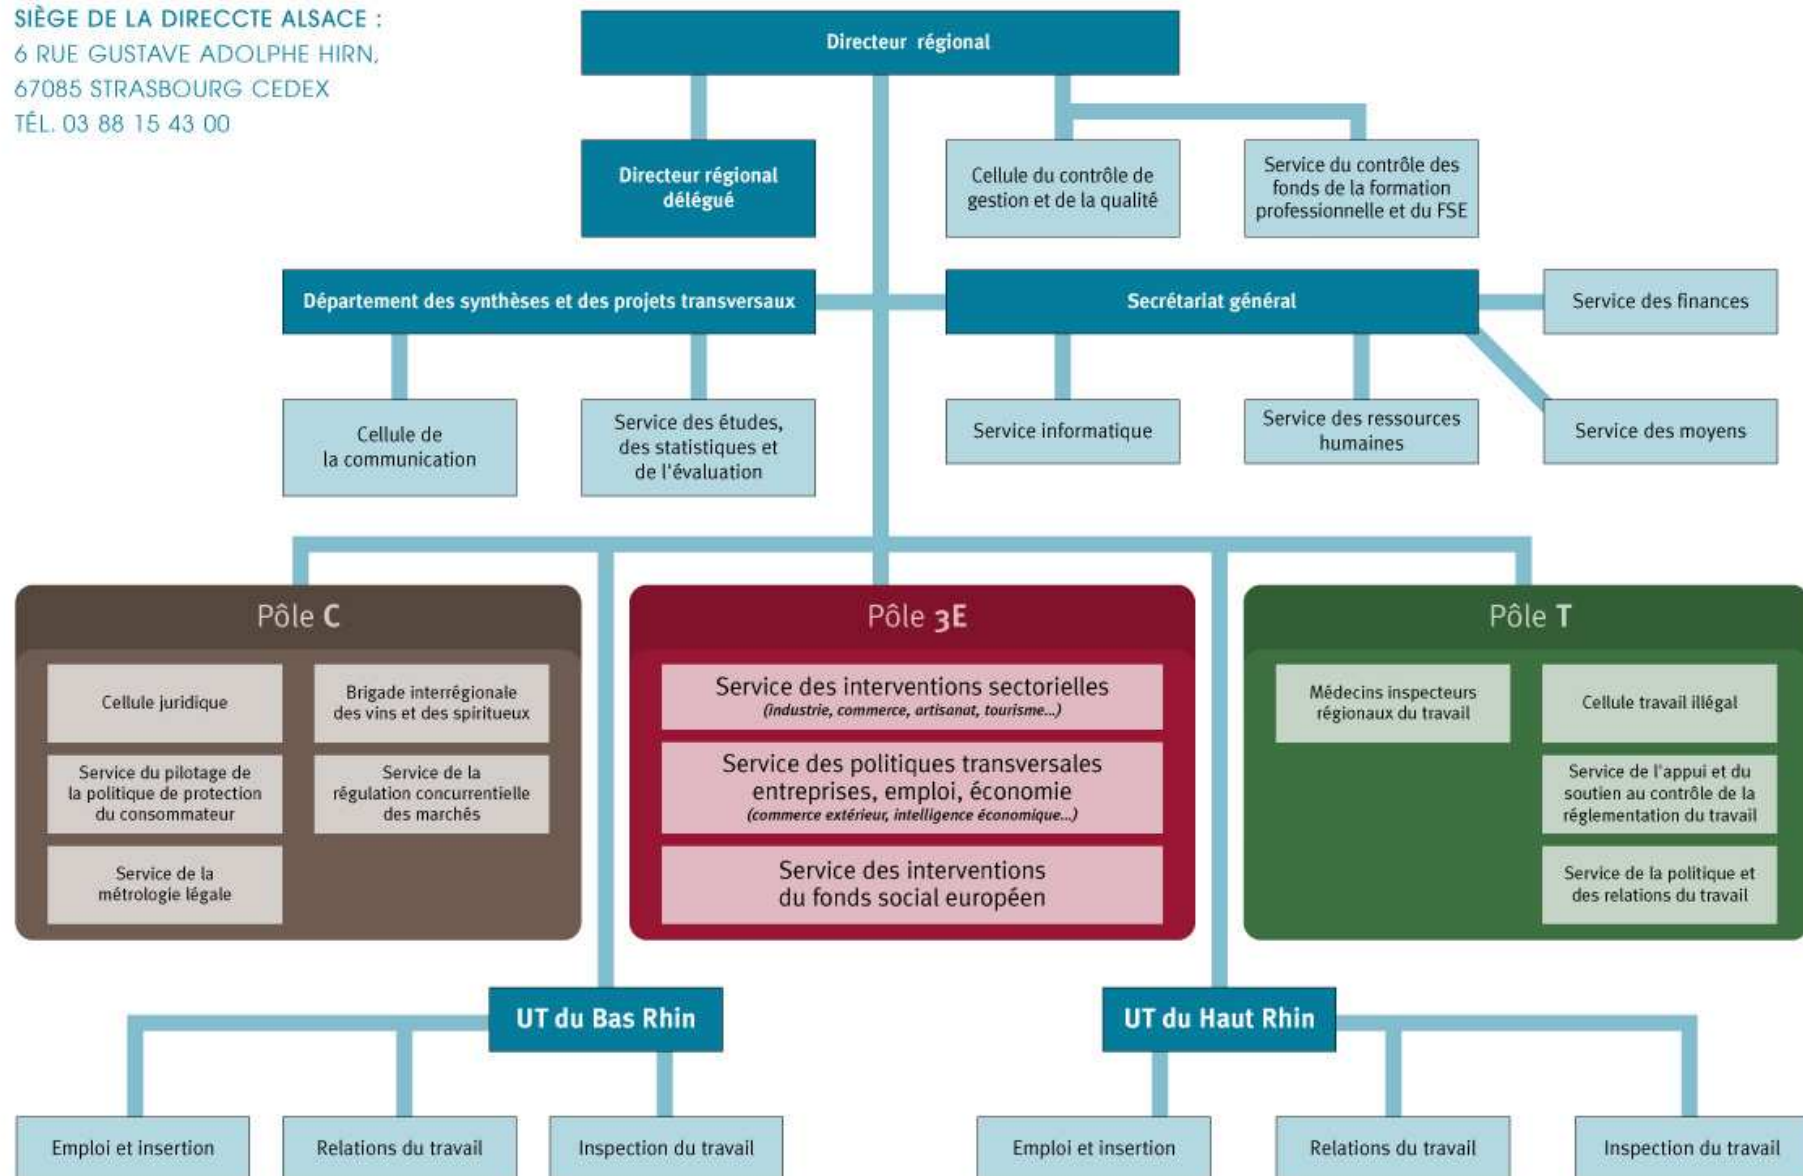 SIÈGE DE LA DIRECCTE ALSACE :
6 RUE GUSTAVE ADOLPHE HIRN,
67085 STRASBOURG CEDEX
TÉL. 03 88 15 43 00
Directeur régional
Directeur régional
délégué
Cellule du contrôle de
gestion et de la qualité
Service du contrôle des
fonds de la formation
professionnelle et du FSE
Département des synthèses et des projets transversaux
Secrétariat général
Service des finances
Cellule de
la communication
Service des études,
des statistiques et
de l'évaluation
Service informatique
Service des ressources
humaines
Service des moyens
Pôle C
Cellule juridique
Brigade interrégionale
des vins et des spiritueux
Service du pilotage de
la politique de protection
du consommateur
Service de la
régulation concurrentielle
des marchés
Service de la
métrologie légale
Pôle 3E
Service des interventions sectorielles
(industrie, commerce, artisanat, tourisme...)
Service des politiques transversales
entreprises, emploi, économie
(commerce extérieur, intelligence économique...)
Service des interventions
du fonds social européen
Pôle T
Médecins inspecteurs
régionaux du travail
Cellule travail illégal
Service de l'appui et du
soutien au contrôle de la
réglementation du travail
Service de la politique et
des relations du travail
UT du Bas Rhin
UT du Haut Rhin
Emploi et insertion
Relations du travail
Inspection du travail
Emploi et insertion
Relations du travail
Inspection du travail